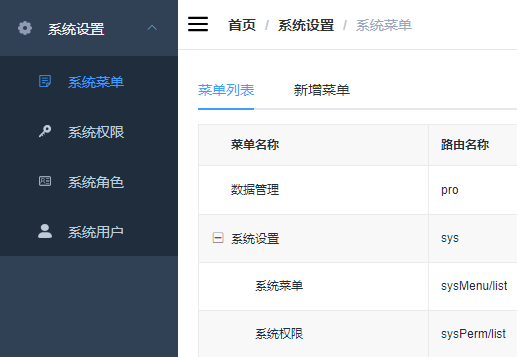 系统设置
系统菜单
系统权限
系统角色
系统用户
首页 / 系统设置 / 系统菜单
菜单列表 新增菜单
菜单名称 路由名称
数据管理 pro
系统设置 sys
系统菜单 sysMenu/list
系统权限 sysPerm/list